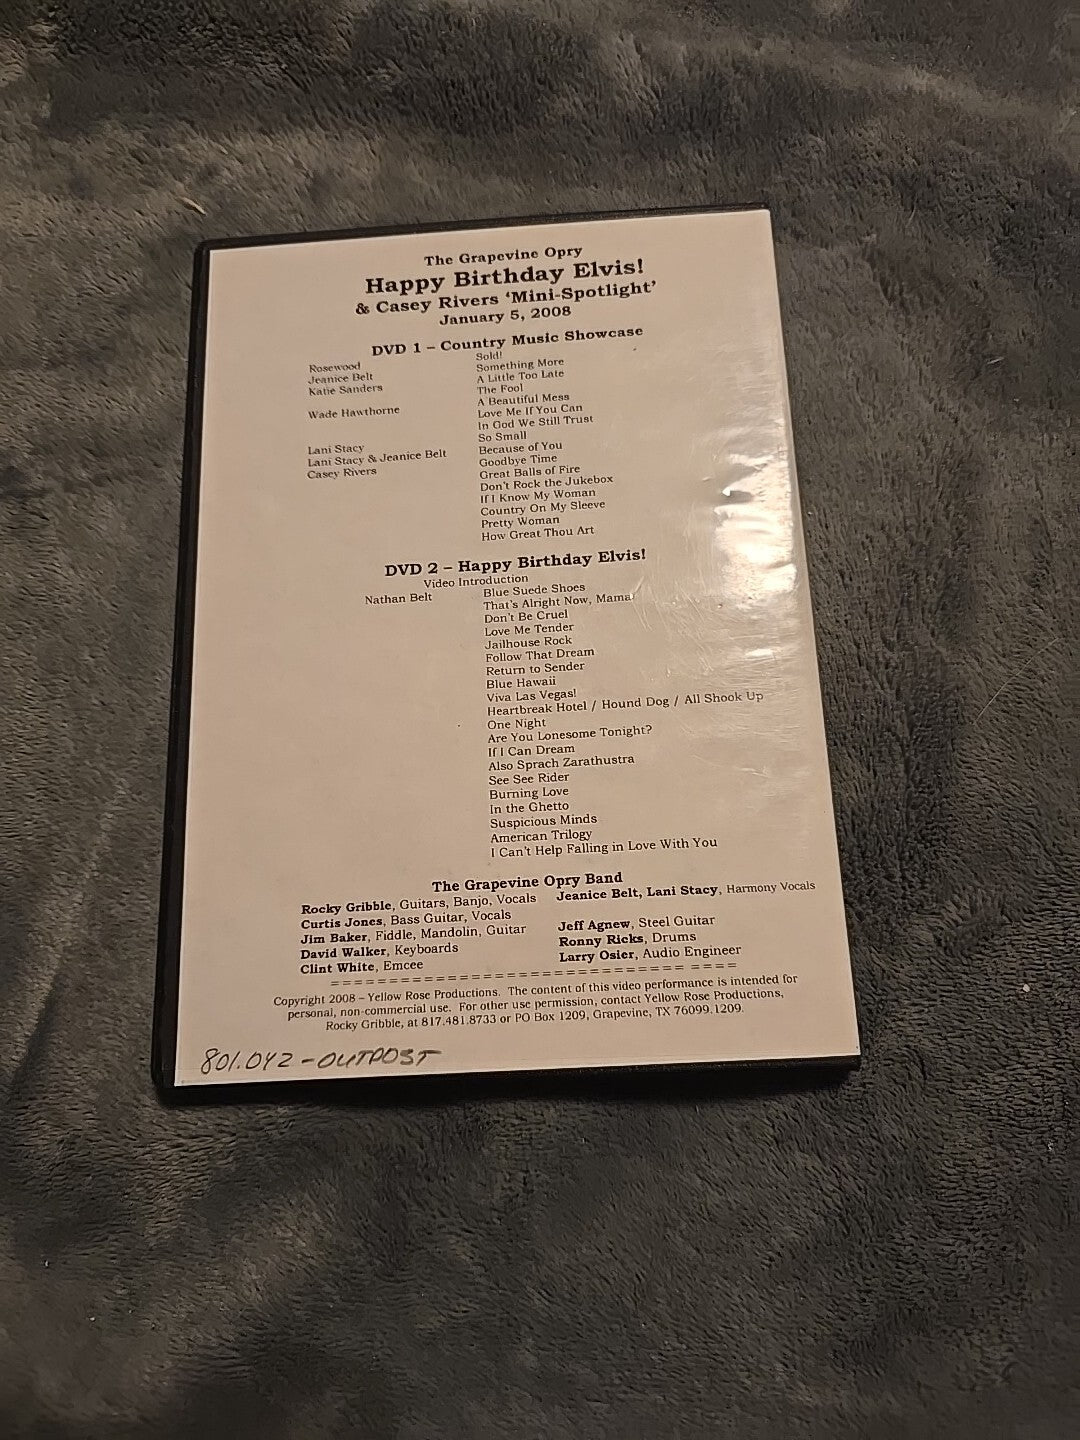 The Grapevine Opry
Happy Birthday Elvis!
& Casey Rivers 'Mini-Spotlight'
January 5, 2008
DVD 1 – Country Music Showcase
Rosewood Sold!
Jeanice Belt Something More
Katie Sanders A Little Too Late
The Fool
Wade Hawthorne A Beautiful Mess
Love Me If You Can
In God We Still Trust
Lani Stacy So Small
Lani Stacy & Jeanice Belt Because of You
Casey Rivers Goodbye Time
Great Balls of Fire
Don't Rock the Jukebox
If I Know My Woman
Country On My Sleeve
Pretty Woman
How Great Thou Art
DVD 2 – Happy Birthday Elvis!
Video Introduction
Nathan Belt Blue Suede Shoes
That's Alright Now, Mama
Don't Be Cruel
Love Me Tender
Jailhouse Rock
Follow That Dream
Return to Sender
Blue Hawaii
Viva Las Vegas!
Heartbreak Hotel / Hound Dog / All Shook Up
One Night
Are You Lonesome Tonight?
If I Can Dream
Also Sprach Zarathustra
See See Rider
Burning Love
In the Ghetto
Suspicious Minds
American Trilogy
I Can't Help Falling in Love With You
The Grapevine Opry Band
Rocky Gribble, Guitars, Banjo, Vocals Jeanice Belt, Lani Stacy, Harmony Vocals
Curtis Jones, Bass Guitar, Vocals
Jim Baker, Fiddle, Mandolin, Guitar Jeff Agnew, Steel Guitar
David Walker, Keyboards Ronny Ricks, Drums
Clint White, Emcee Larry Osier, Audio Engineer
Copyright 2008 – Yellow Rose Productions. The content of this video performance is intended for
personal, non-commercial use. For other use permission, contact Yellow Rose Productions,
Rocky Gribble, at 817.481.8733 or PO Box 1209, Grapevine, TX 76099.1209.
801.042 – OUTPOST